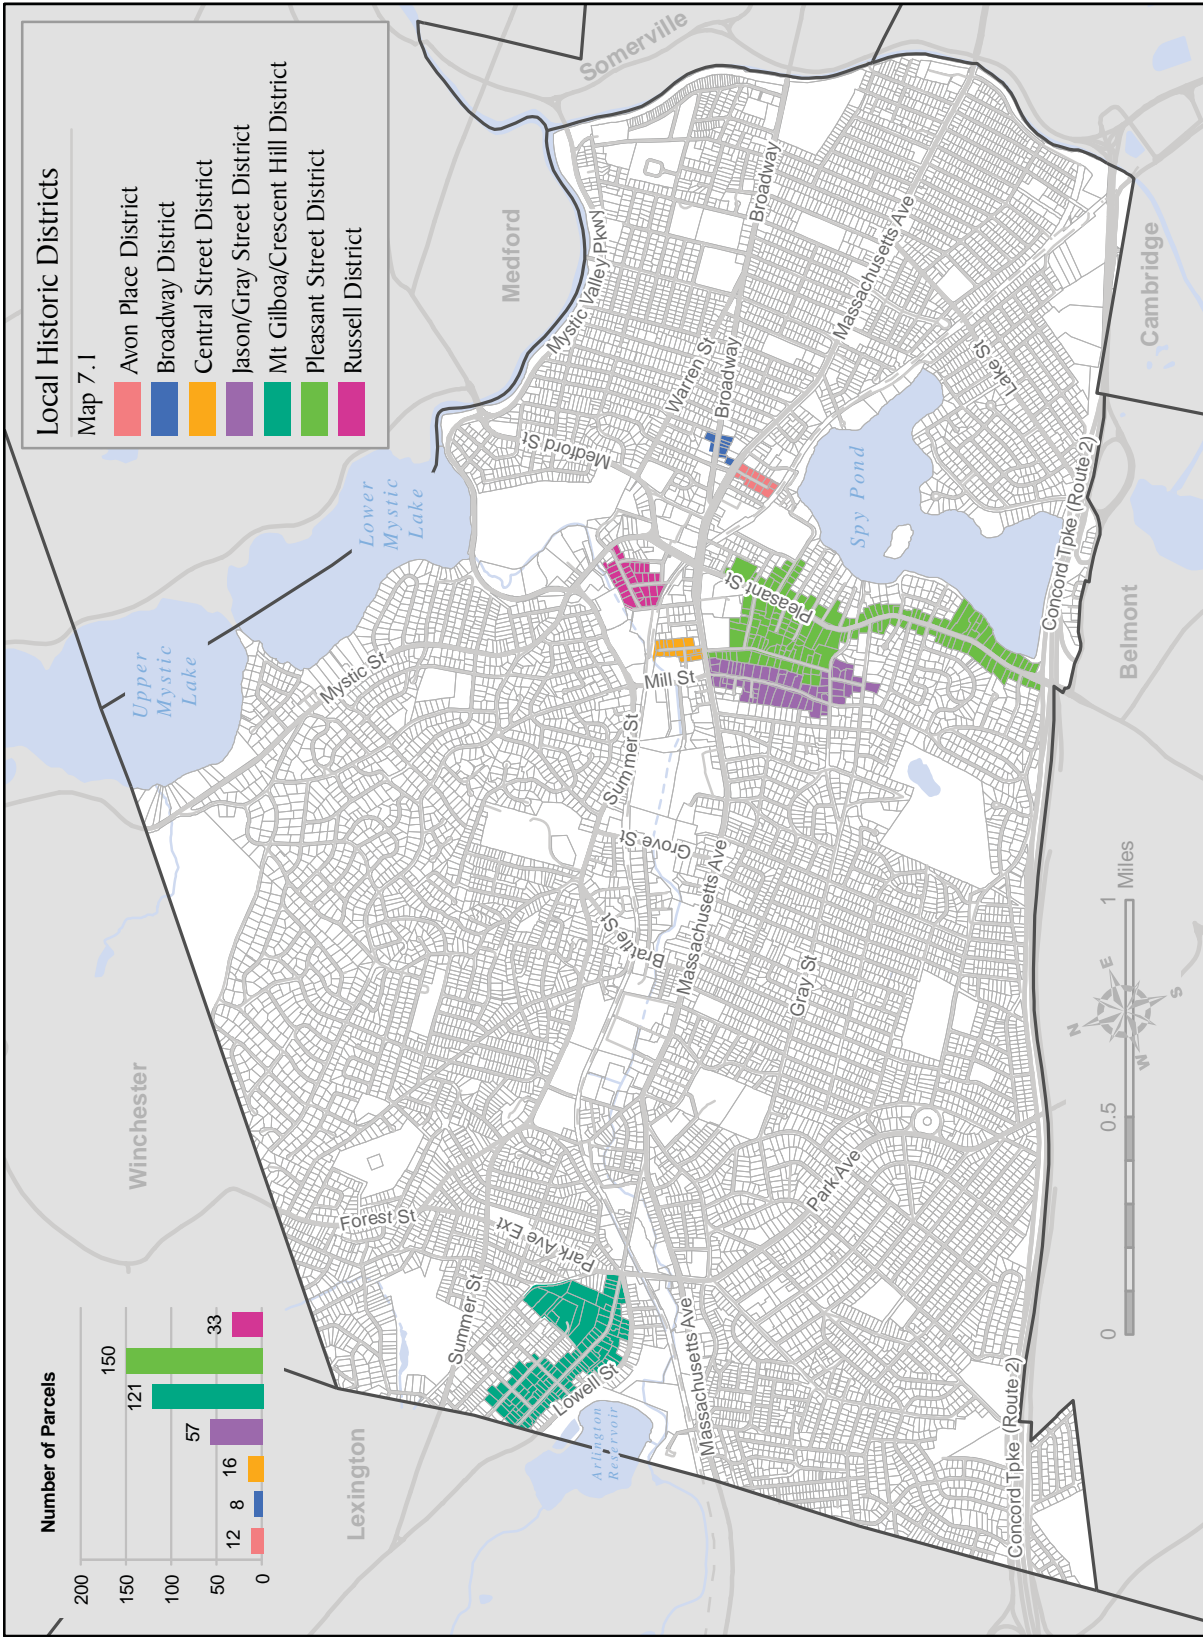 Local Historic Districts
Map 7.1
Avon Place District
Broadway District
Central Street District
Jason/Gray Street District
Mt Gilboa/Crescent Hill District
Pleasant Street District
Russell District
Number of Parcels
200
150
100
50
0
12
8
16
57
121
150
33
Winchester
Lexington
Medford
Somerville
Cambridge
Belmont
Upper
Mystic
Lake
Lower
Mystic
Lake
Spy Pond
Arlington
Reservoir
Mystic St
Mystic Valley Pkwy
Medford St
Warren St
Broadway
Broadway
Massachusetts Ave
Lake St
Pleasant St
Mill St
Summer St
Grove St
Brattle St
Massachusetts Ave
Gray St
Park Ave
Forest St
Park Ave Ext
Summer St
Lowell St
Massachusetts Ave
Concord Tpke (Route 2)
Concord Tpke (Route 2)
N
E
S
W
0
0.5
1
Miles